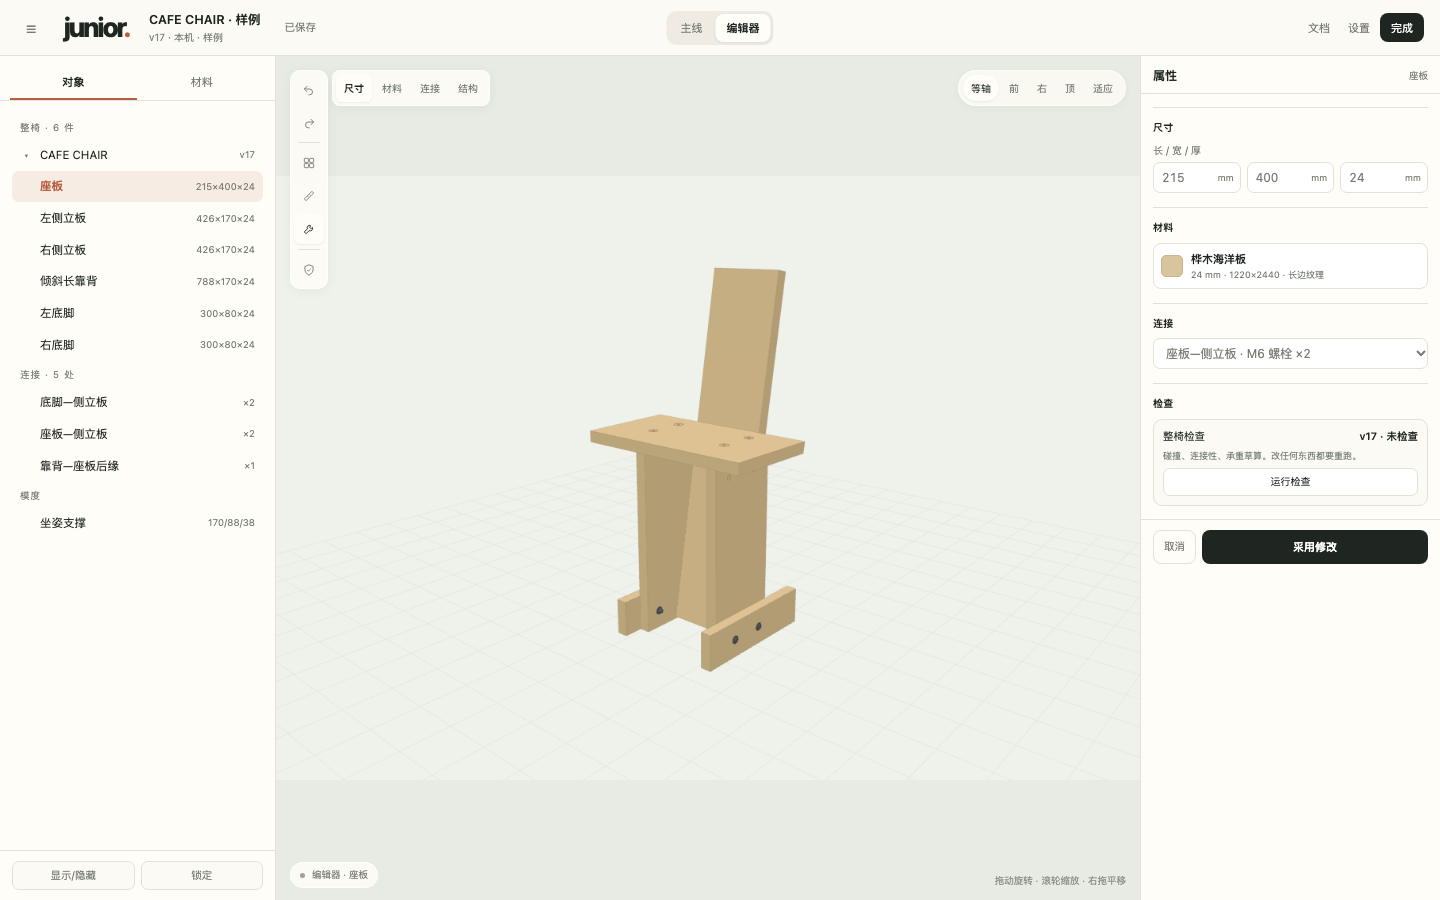 junior.
CAFE CHAIR · 样例
v17 · 本机 · 样例
已保存
主线
编辑器
文档
设置
完成
对象
材料
整椅 · 6 件
CAFE CHAIR
v17
座板
215×400×24
左侧立板
426×170×24
右侧立板
426×170×24
倾斜长靠背
788×170×24
左底脚
300×80×24
右底脚
300×80×24
连接 · 5 处
底脚—侧立板
×2
座板—侧立板
×2
靠背—座板后缘
×1
模度
坐姿支撑
170/88/38
显示/隐藏
锁定
尺寸
材料
连接
结构
等轴
前
右
顶
适应
编辑器 · 座板
拖动旋转 · 滚轮缩放 · 右拖平移
属性
座板
尺寸
长 / 宽 / 厚
215 mm
400 mm
24 mm
材料
桦木海洋板
24 mm · 1220×2440 · 长边纹理
连接
座板—侧立板 · M6 螺栓 ×2
检查
整椅检查
v17 · 未检查
碰撞、连接性、承重草算。改任何东西都要重跑。
运行检查
取消
采用修改